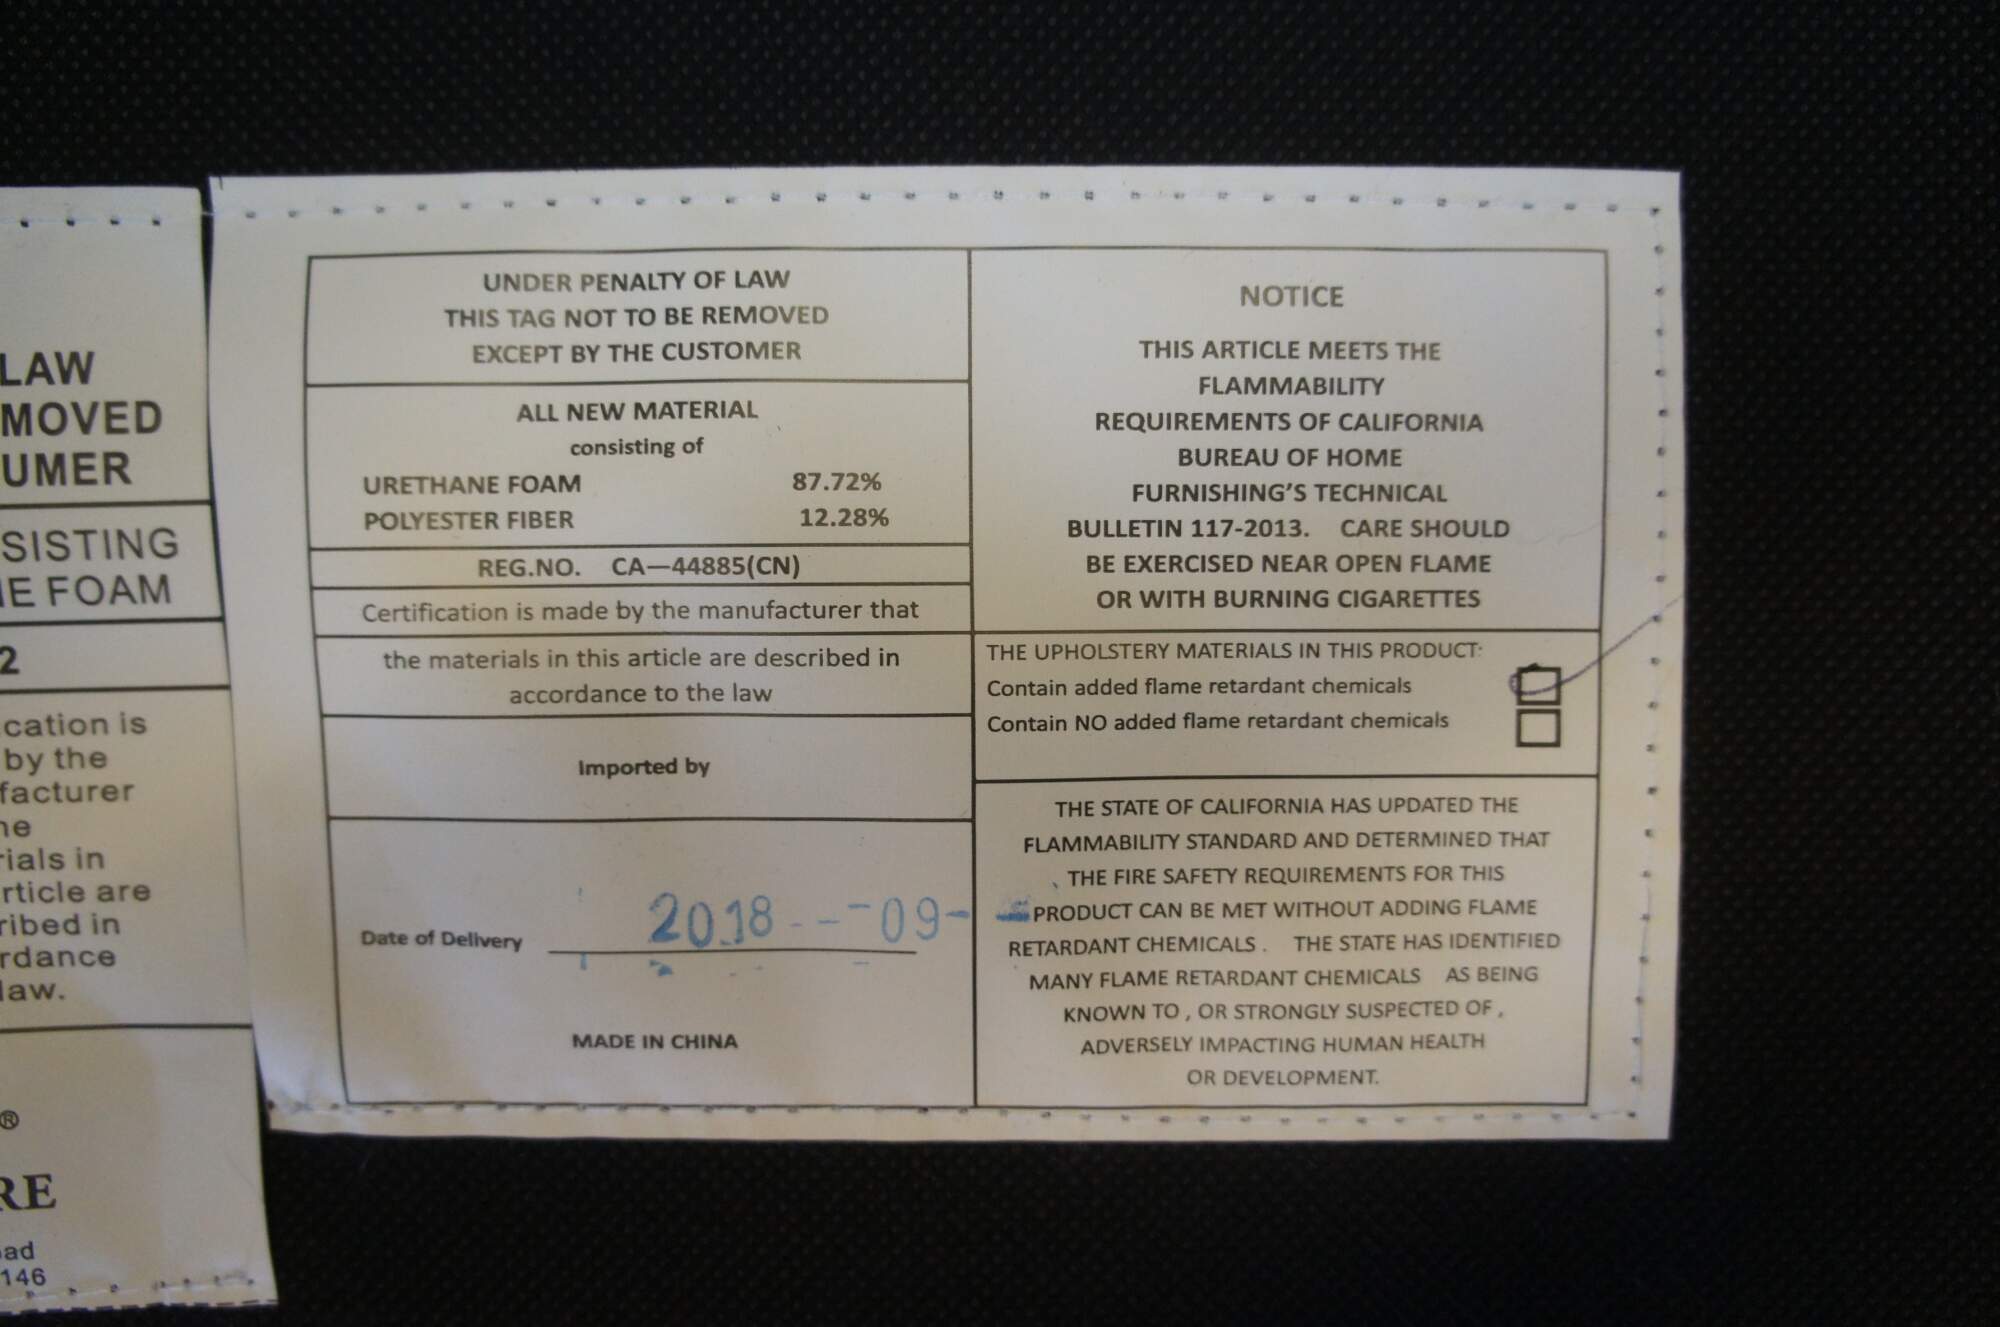 LAW
MOVED
UMER
SISTING
IE FOAM
2
cation is
by the
facturer
ne
rials in
rticle are
ribed in
rdance
law.
®
RE
oad
146
UNDER PENALTY OF LAW
THIS TAG NOT TO BE REMOVED
EXCEPT BY THE CUSTOMER
ALL NEW MATERIAL
consisting of
URETHANE FOAM 87.72%
POLYESTER FIBER 12.28%
REG.NO. CA—44885(CN)
Certification is made by the manufacturer that
the materials in this article are described in
accordance to the law
Imported by
Date of Delivery 2018 - -09-
MADE IN CHINA
NOTICE
THIS ARTICLE MEETS THE
FLAMMABILITY
REQUIREMENTS OF CALIFORNIA
BUREAU OF HOME
FURNISHING'S TECHNICAL
BULLETIN 117-2013. CARE SHOULD
BE EXERCISED NEAR OPEN FLAME
OR WITH BURNING CIGARETTES
THE UPHOLSTERY MATERIALS IN THIS PRODUCT:
Contain added flame retardant chemicals
Contain NO added flame retardant chemicals
THE STATE OF CALIFORNIA HAS UPDATED THE
FLAMMABILITY STANDARD AND DETERMINED THAT
THE FIRE SAFETY REQUIREMENTS FOR THIS
PRODUCT CAN BE MET WITHOUT ADDING FLAME
RETARDANT CHEMICALS . THE STATE HAS IDENTIFIED
MANY FLAME RETARDANT CHEMICALS AS BEING
KNOWN TO , OR STRONGLY SUSPECTED OF ,
ADVERSELY IMPACTING HUMAN HEALTH
OR DEVELOPMENT.